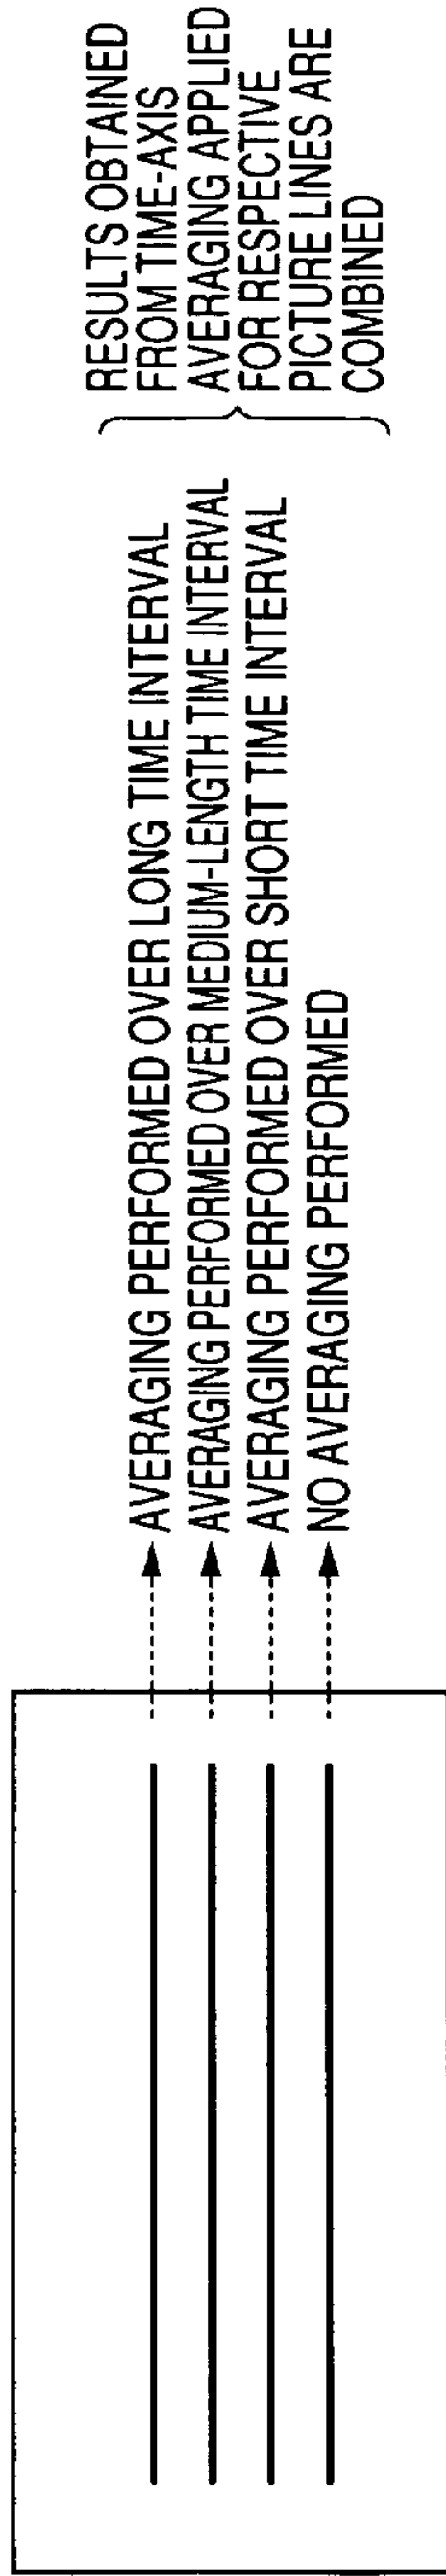 AVERAGING PERFORMED OVER LONG TIME INTERVAL
AVERAGING PERFORMED OVER MEDIUM-LENGTH TIME INTERVAL
AVERAGING PERFORMED OVER SHORT TIME INTERVAL
NO AVERAGING PERFORMED
RESULTS OBTAINED
FROM TIME-AXIS
AVERAGING APPLIED
FOR RESPECTIVE
PICTURE LINES ARE
COMBINED